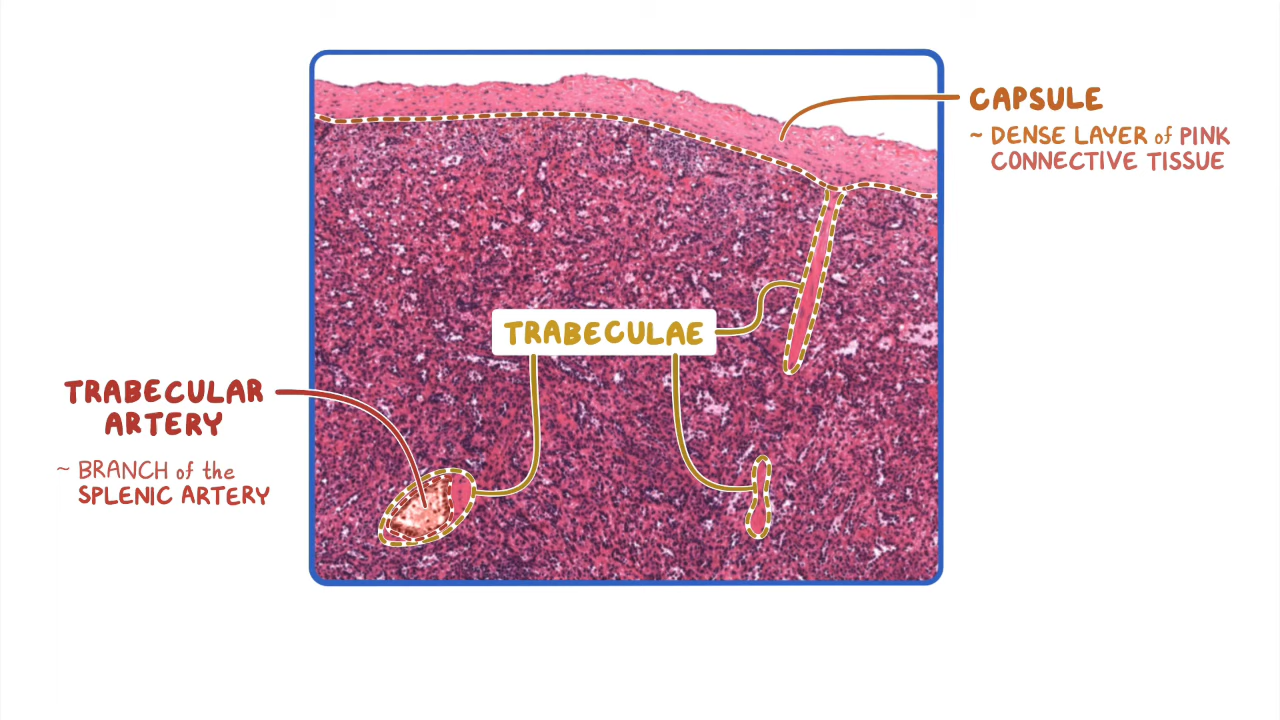 CAPSULE
~ DENSE LAYER of PINK
CONNECTIVE TISSUE
TRABECULAE
TRABECULAR
ARTERY
~ BRANCH of the
SPLENIC ARTERY